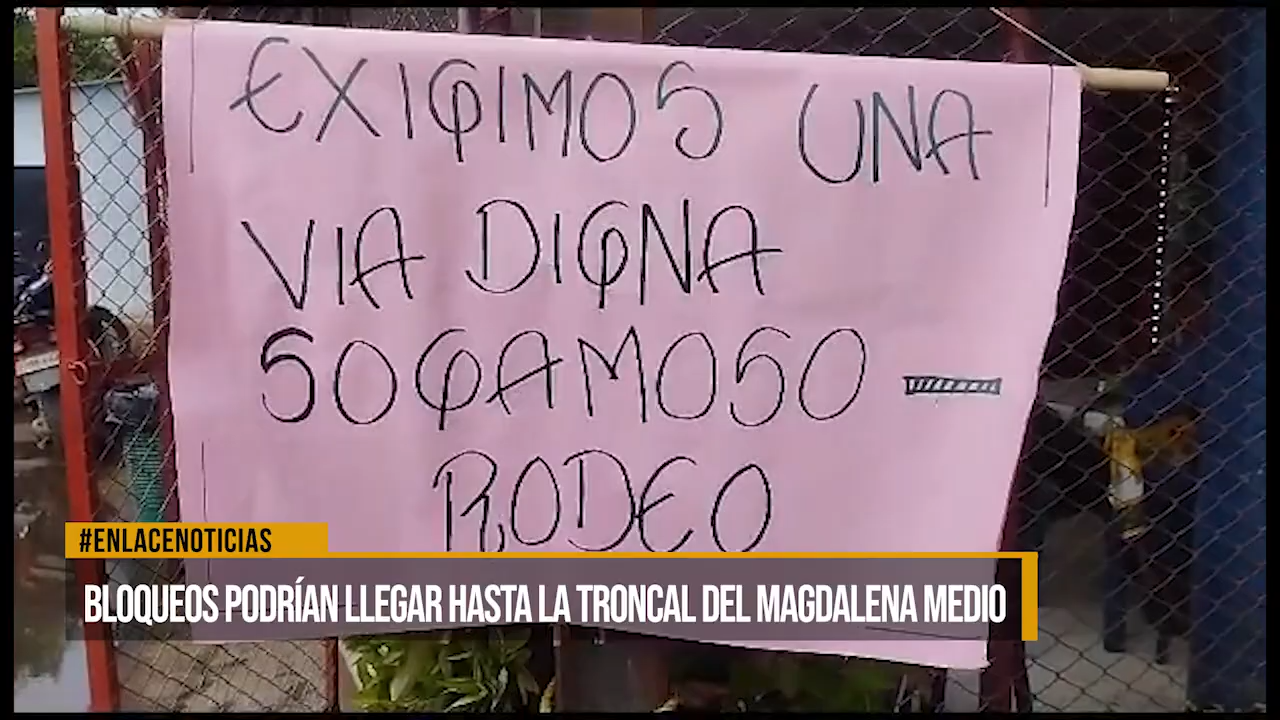 EXIGIMOS UNA
VIA DIGNA
SOGAMOSO -
RODEO
#ENLACENOTICIAS
BLOQUEOS PODRÍAN LLEGAR HASTA LA TRONCAL DEL MAGDALENA MEDIO